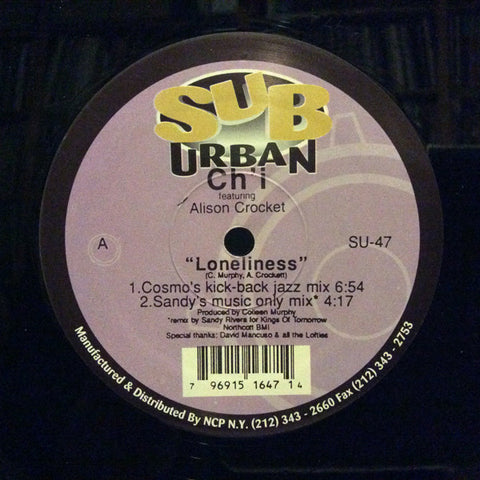 SUB
URBAN
Ch'i
featuring
Alison Crocket
A
SU-47
"Loneliness"
(C. Murphy, A. Crockett)
1.Cosmo's kick-back jazz mix 6:54
2.Sandy's music only mix* 4:17
Produced by Colleen Murphy
*remix by Sandy Rivera for Kings Of Tomorrow
Northcott BMI
Special thanks: David Mancuso & all the Lofties
7 96915 1647 1 4
Manufactured & Distributed By NCP N.Y. (212) 343 - 2660 Fax (212) 343 - 2753